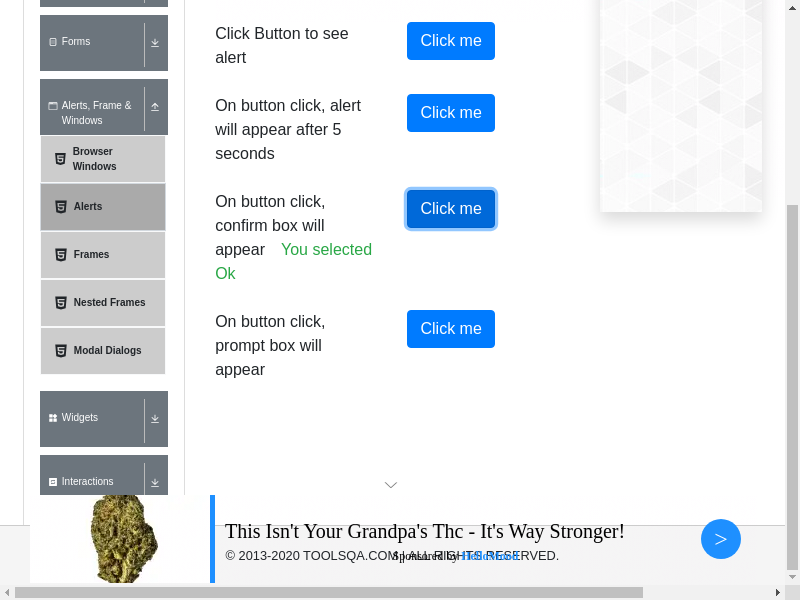 Forms
Alerts, Frame &
Windows
Browser
Windows
Alerts
Frames
Nested Frames
Modal Dialogs
Widgets
Interactions
Click Button to see
alert
Click me
On button click, alert
will appear after 5
seconds
Click me
On button click,
confirm box will
appear You selected
Ok
Click me
On button click,
prompt box will
appear
Click me
This Isn't Your Grandpa's Thc - It's Way Stronger!
© 2013-2020 TOOLSQA.COM | ALL RIGHTS RESERVED.
Sponsored by
>